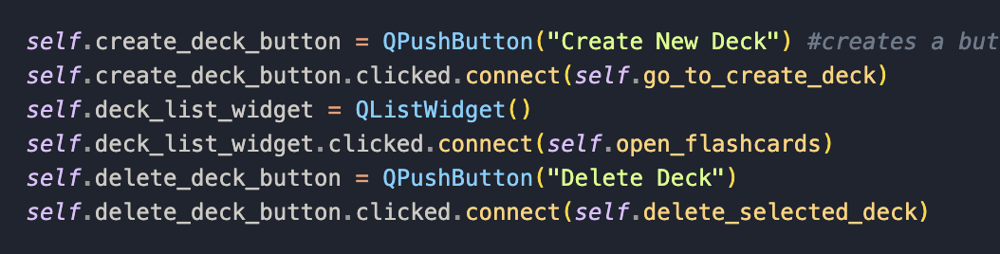 self.create_deck_button = QPushButton("Create New Deck") #creates a but
self.create_deck_button.clicked.connect(self.go_to_create_deck)
self.deck_list_widget = QListWidget()
self.deck_list_widget.clicked.connect(self.open_flashcards)
self.delete_deck_button = QPushButton("Delete Deck")
self.delete_deck_button.clicked.connect(self.delete_selected_deck)